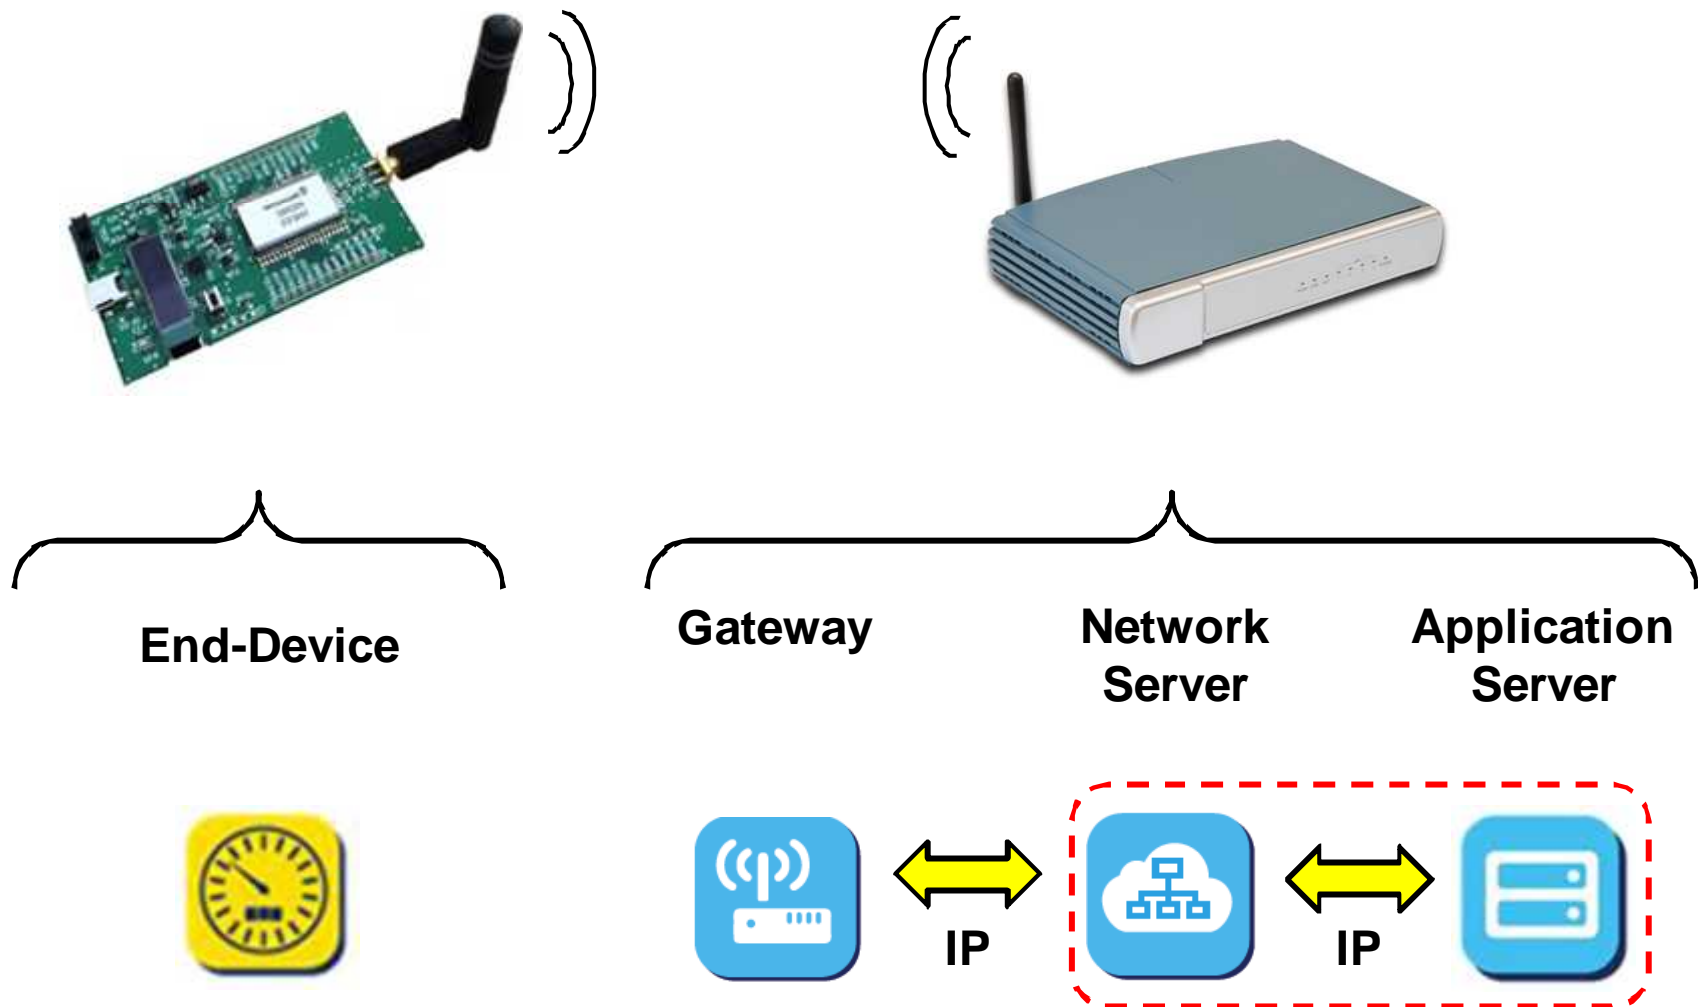 End-Device
Gateway
Network
Server
Application
Server
IP
IP